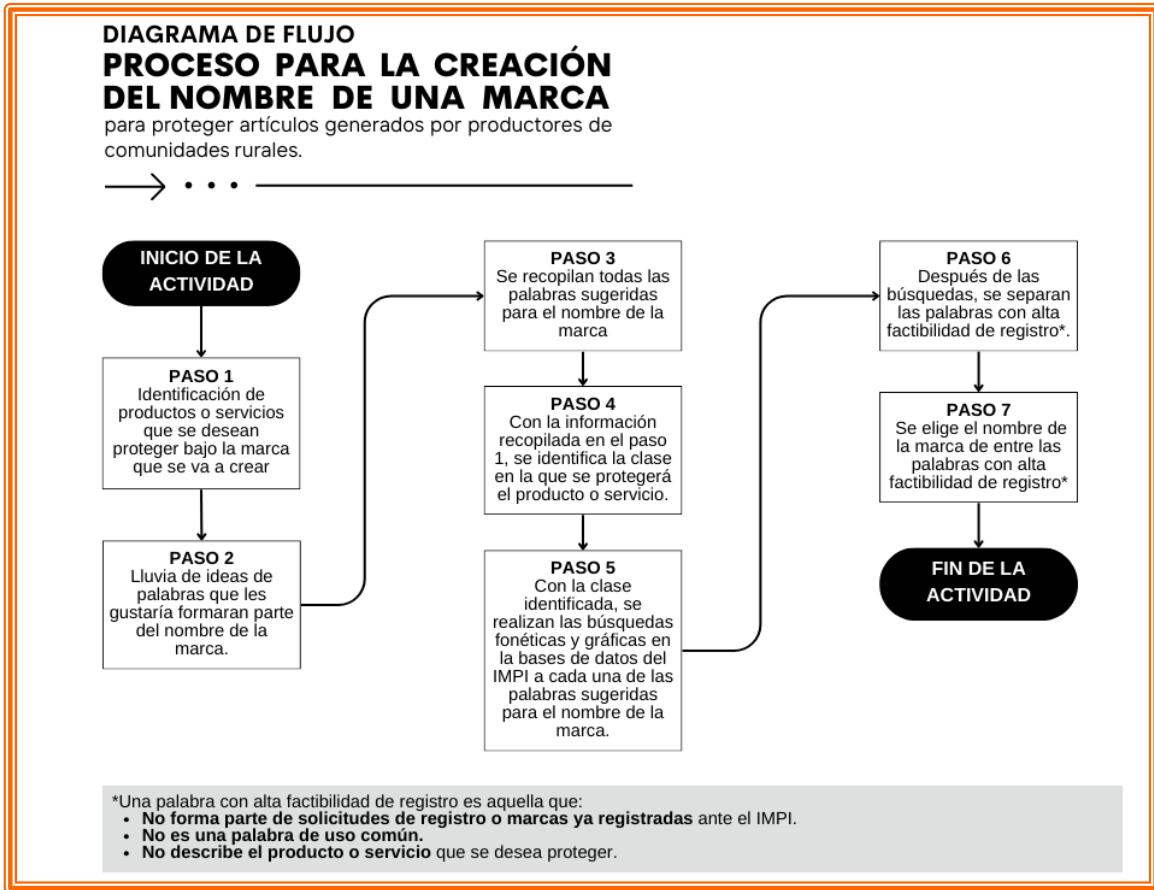 DIAGRAMA DE FLUJO
PROCESO PARA LA CREACIÓN
DEL NOMBRE DE UNA MARCA
para proteger artículos generados por productores de
comunidades rurales.
INICIO DE LA
ACTIVIDAD
PASO 1
Identificación de
productos o servicios
que se desean
proteger bajo la marca
que se va a crear
PASO 2
Lluvia de ideas de
palabras que les
gustaría formaran parte
del nombre de la
marca.
PASO 3
Se recopilan todas las
palabras sugeridas
para el nombre de la
marca
PASO 4
Con la información
recopilada en el paso
1, se identifica la clase
en la que se protegerá
el producto o servicio.
PASO 5
Con la clase
identificada, se
realizan las búsquedas
fonéticas y gráficas en
la bases de datos del
IMPI a cada una de las
palabras sugeridas
para el nombre de la
marca.
PASO 6
Después de las
búsquedas, se separan
las palabras con alta
factibilidad de registro*.
PASO 7
Se elige el nombre de
la marca de entre las
palabras con alta
factibilidad de registro*
FIN DE LA
ACTIVIDAD
*Una palabra con alta factibilidad de registro es aquella que:
• No forma parte de solicitudes de registro o marcas ya registradas ante el IMPI.
• No es una palabra de uso común.
• No describe el producto o servicio que se desea proteger.